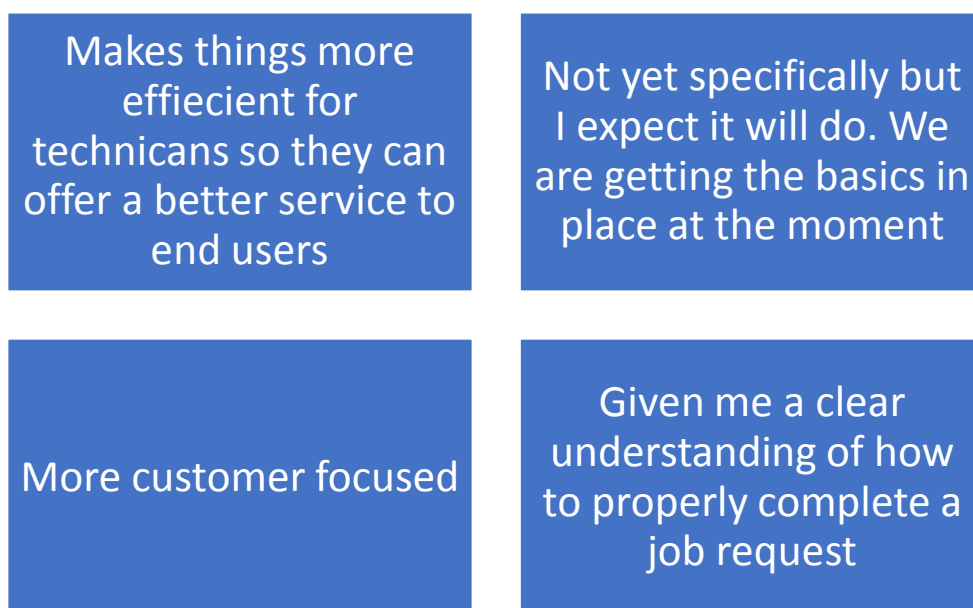 Makes things more
effiecient for
technicans so they can
offer a better service to
end users
Not yet specifically but
I expect it will do. We
are getting the basics in
place at the moment
More customer focused
Given me a clear
understanding of how
to properly complete a
job request